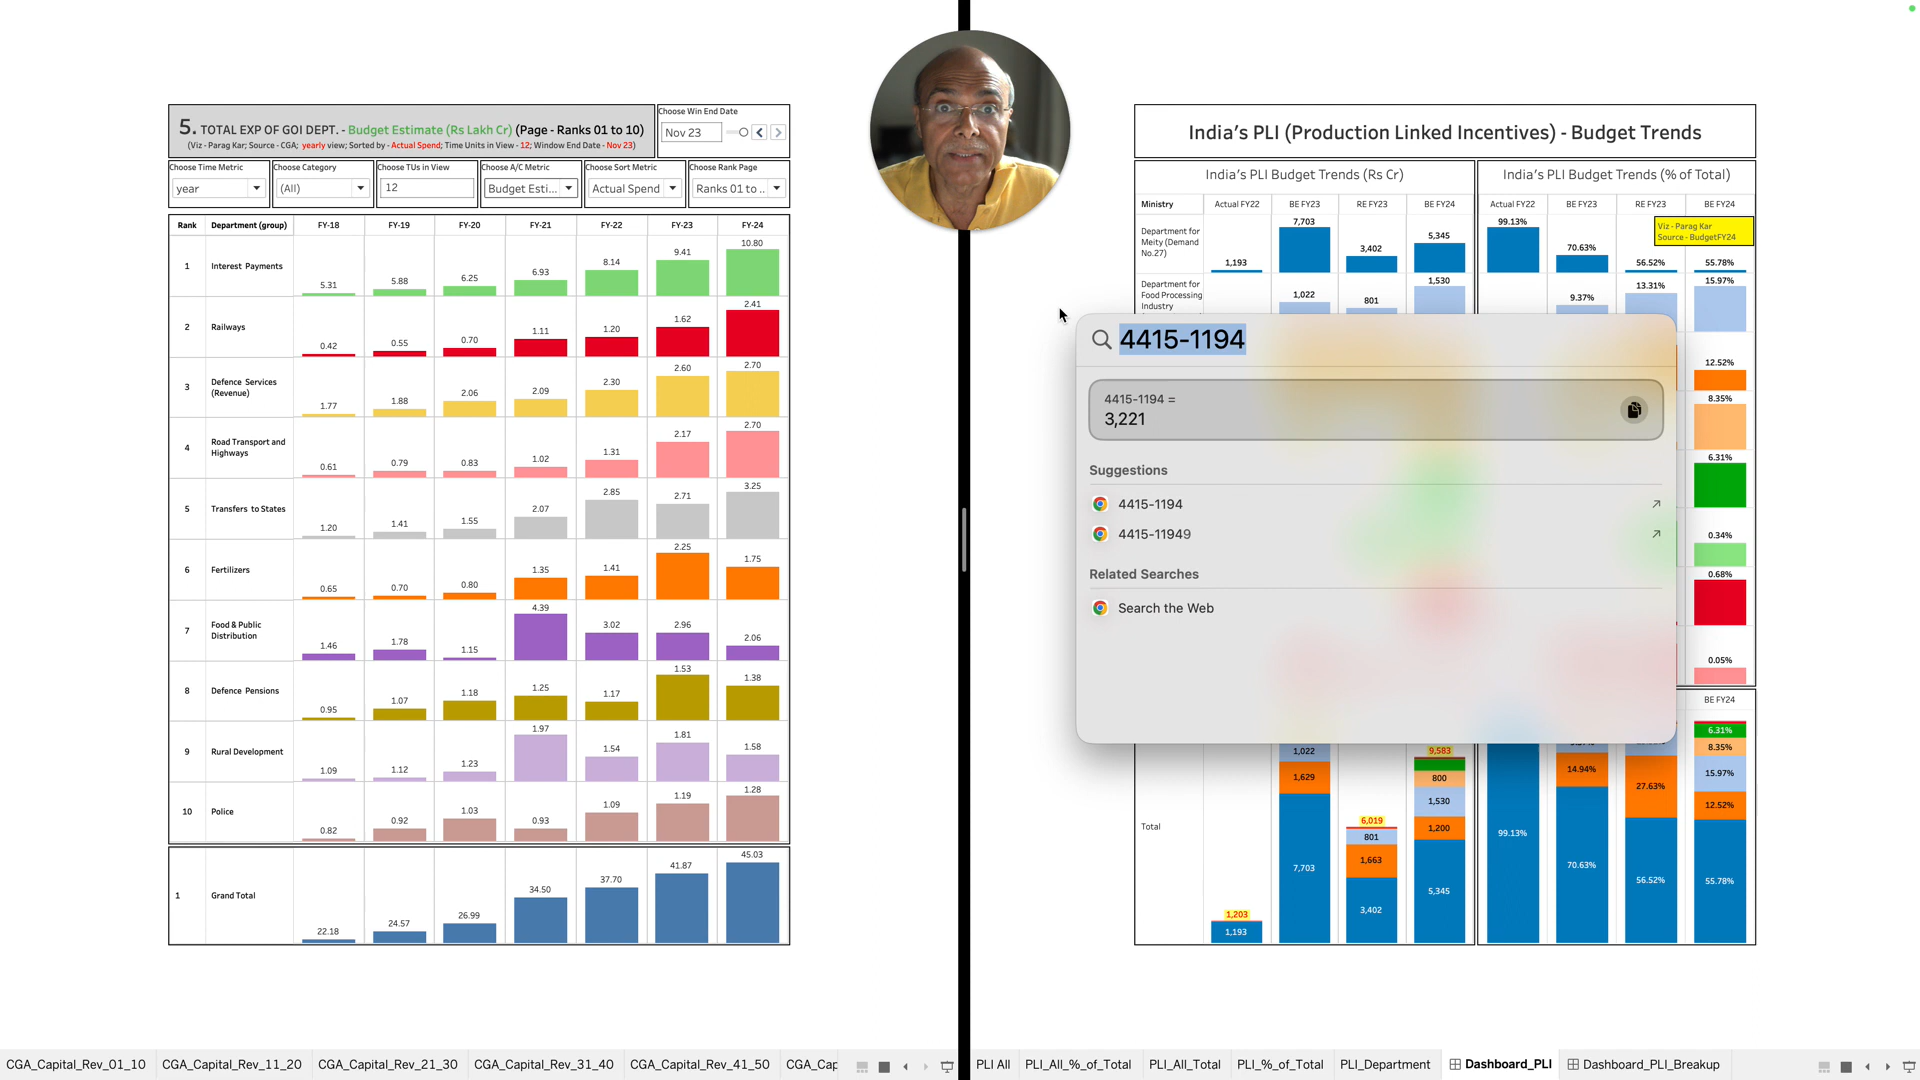 5. TOTAL EXP OF GOI DEPT. - Budget Estimate (Rs Lakh Cr) (Page - Ranks 01 to 10)
(Viz - Parag Kar; Source - CGA; yearly view; Sorted by - Actual Spend; Time Units in View - 12; Window End Date - Nov 23)
Choose Win End Date
Nov 23
Choose Time Metric
year
Choose Category
(All)
Choose TUs in View
12
Choose A/C Metric
Budget Esti...
Choose Sort Metric
Actual Spend
Choose Rank Page
Ranks 01 to ..
Rank Department (group) FY-18 FY-19 FY-20 FY-21 FY-22 FY-23 FY-24
1 Interest Payments 5.31 5.88 6.25 6.93 8.14 9.41 10.80
2 Railways 0.42 0.55 0.70 1.11 1.20 1.62 2.41
3 Defence Services (Revenue) 1.77 1.88 2.06 2.09 2.30 2.60 2.70
4 Road Transport and Highways 0.61 0.79 0.83 1.02 1.31 2.17 2.70
5 Transfers to States 1.20 1.41 1.55 2.07 2.85 2.71 3.25
6 Fertilizers 0.65 0.70 0.80 1.35 1.41 2.25 1.75
7 Food & Public Distribution 1.46 1.78 1.15 4.39 3.02 2.96 2.06
8 Defence Pensions 0.95 1.07 1.18 1.25 1.17 1.53 1.38
9 Rural Development 1.09 1.12 1.23 1.97 1.54 1.81 1.58
10 Police 0.82 0.92 1.03 0.93 1.09 1.19 1.28
1 Grand Total 22.18 24.57 26.99 34.50 37.70 41.87 45.03
CGA_Capital_Rev_01_10 CGA_Capital_Rev_11_20 CGA_Capital_Rev_21_30 CGA_Capital_Rev_31_40 CGA_Capital_Rev_41_50 CGA_Cap
India's PLI (Production Linked Incentives) - Budget Trends
India's PLI Budget Trends (Rs Cr)
India's PLI Budget Trends (% of Total)
Ministry Actual FY22 BE FY23 RE FY23 BE FY24 Actual FY22 BE FY23 RE FY23 BE FY24
Viz - Parag Kar
Source - BudgetFY24
Department for
Meity (Demand
No.27)
1,193 7,703 3,402 5,345 99.13% 70.63% 56.52% 55.78%
Department for
Food Processing
Industry
1,022 801 1,530 9.37% 13.31% 15.97%
4415-1194
4415-1194 =
3,221
Suggestions
4415-1194
4415-11949
Related Searches
Search the Web
12.52%
8.35%
6.31%
0.34%
0.68%
0.05%
BE FY24
Total
1,203
1,193
1,022
1,629
7,703
6,019
801
1,663
3,402
9,583
800
1,530
1,200
5,345
99.13%
14.94%
70.63%
27.63%
56.52%
6.31%
8.35%
15.97%
12.52%
55.78%
PLI All PLI_All_%_of_Total PLI_All_Total PLI_%_of_Total PLI_Department Dashboard_PLI Dashboard_PLI_Breakup